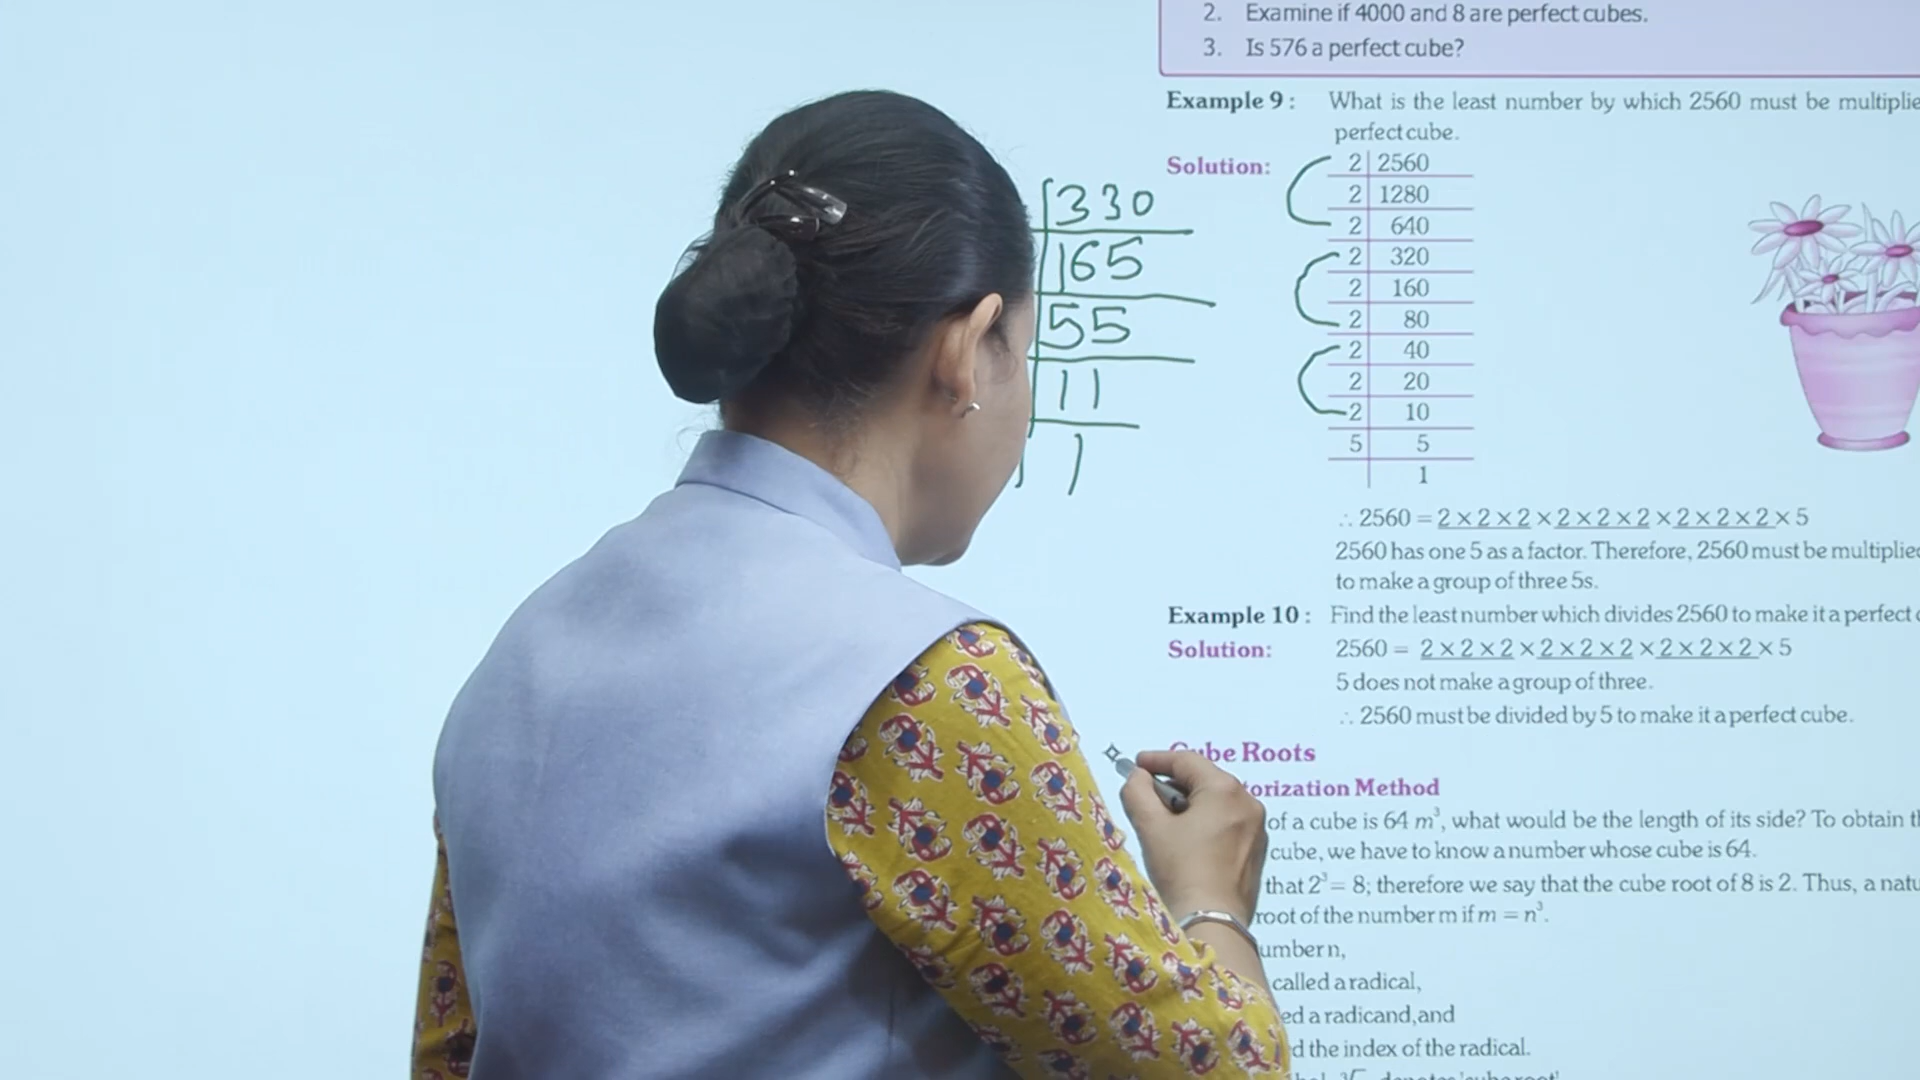 2. Examine if 4000 and 8 are perfect cubes.
3. Is 576 a perfect cube?
Example 9 : What is the least number by which 2560 must be multiplie
perfect cube.
Solution:
2 2560
2 1280
2 640
2 320
2 160
2 80
2 40
2 20
2 10
5 5
1
330
165
55
11
1
∴ 2560 = 2 × 2 × 2 × 2 × 2 × 2 × 2 × 2 × 2 × 5
2560 has one 5 as a factor. Therefore, 2560 must be multiplied
to make a group of three 5s.
Example 10 : Find the least number which divides 2560 to make it a perfect c
Solution: 2560 = 2 × 2 × 2 × 2 × 2 × 2 × 2 × 2 × 2 × 5
5 does not make a group of three.
∴ 2560 must be divided by 5 to make it a perfect cube.
Cube Roots
torization Method
of a cube is 64 m³, what would be the length of its side? To obtain th
cube, we have to know a number whose cube is 64.
that 2³ = 8; therefore we say that the cube root of 8 is 2. Thus, a natu
root of the number m if m = n³.
umber n,
called a radical,
ed a radicand, and
d the index of the radical.